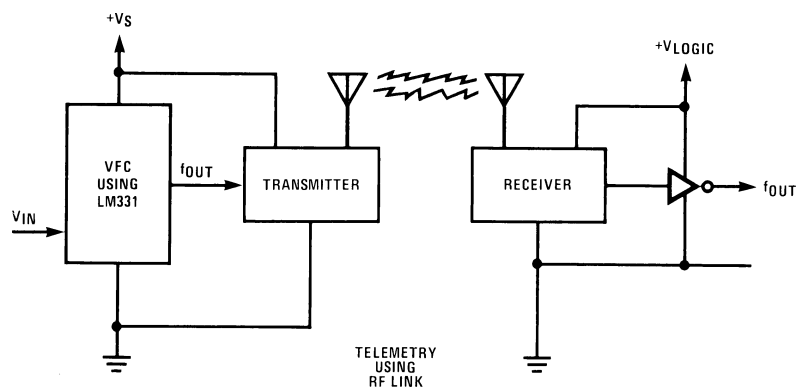 +VS
+VLOGIC
VFC
USING
LM331
fOUT
TRANSMITTER
RECEIVER
fOUT
VIN
TELEMETRY
USING
RF LINK